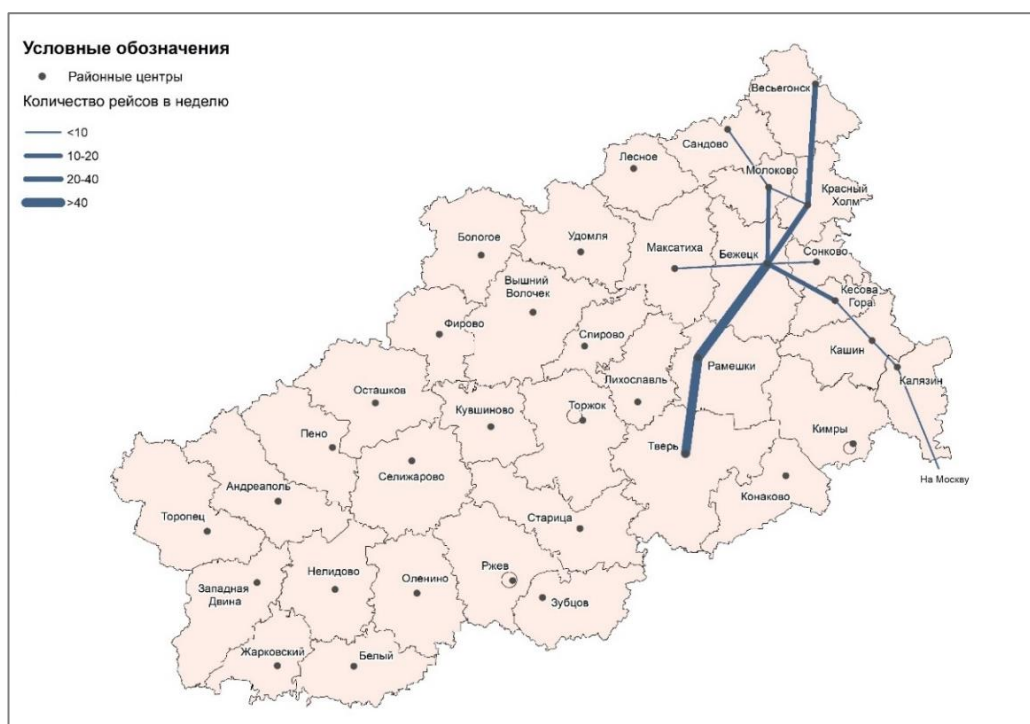 Условные обозначения
Районные центры
Количество рейсов в неделю
<10
10-20
20-40
>40
Весьегонск
Сандово
Лесное
Молоково
Красный
Холм
Бологое
Удомля
Максатиха
Бежецк
Сонково
Вышний
Волочек
Кесова
Гора
Фирово
Спирово
Кашин
Рамешки
Калязин
Осташков
Лихославль
Кувшиново
Торжок
Пено
Кимры
Тверь
Селижарово
На Москву
Андреаполь
Конаково
Торопец
Старица
Ржев
Нелидово
Оленино
Западная
Двина
Зубцов
Жарковский
Белый